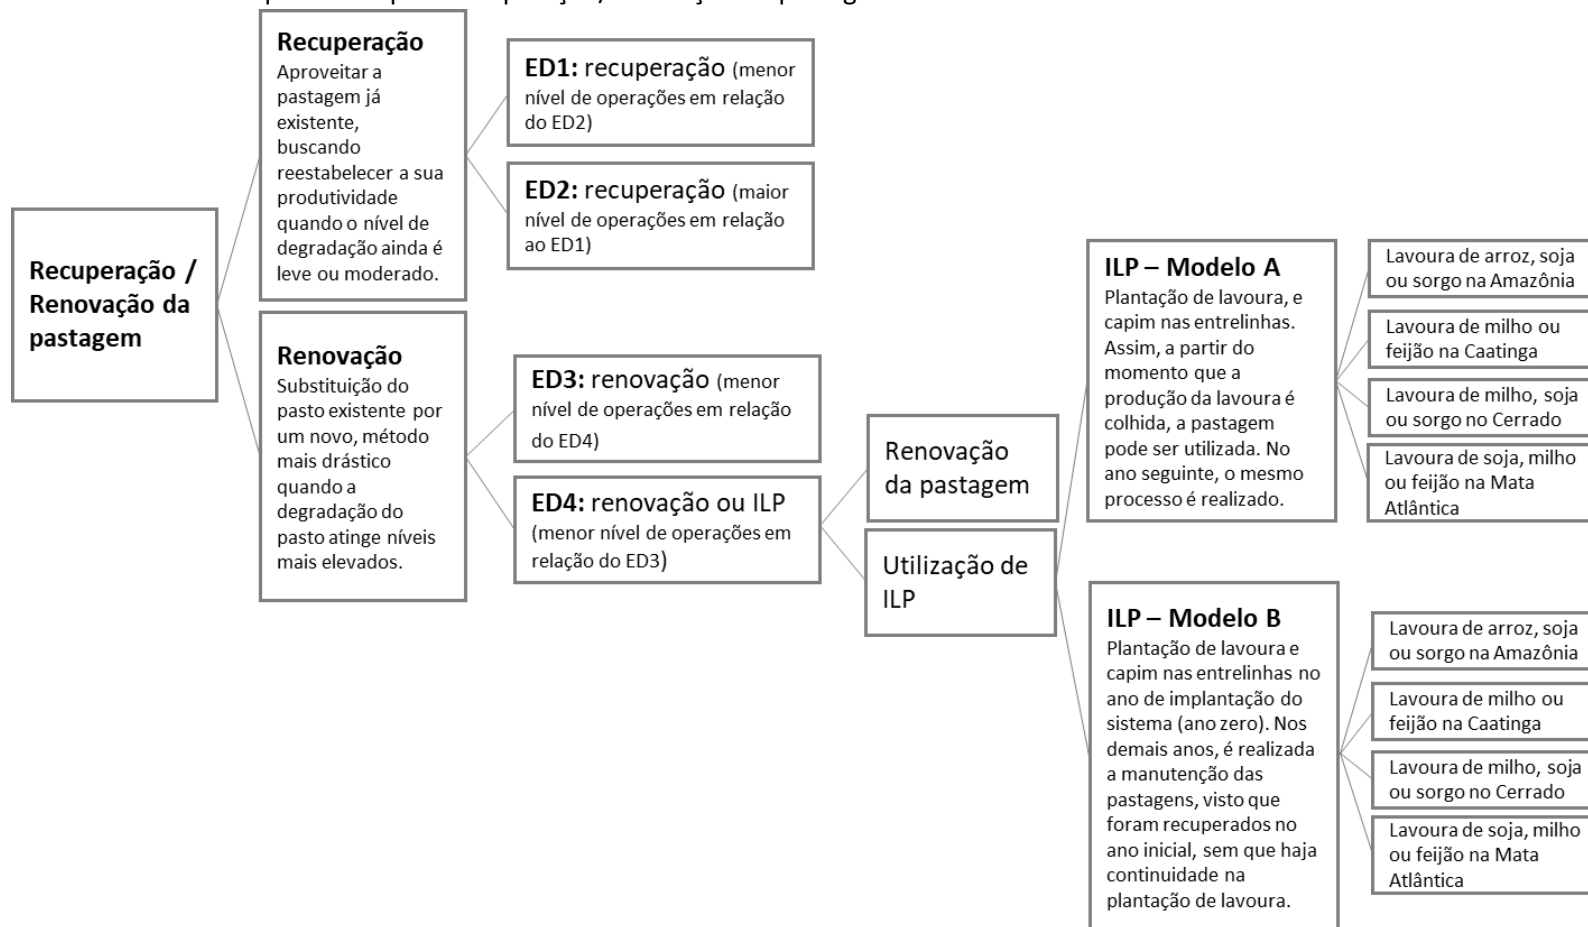 Recuperação /
Renovação da
pastagem
Recuperação
Aproveitar a
pastagem já
existente,
buscando
reestabelecer a sua
produtividade
quando o nível de
degradação ainda é
leve ou moderado.
Renovação
Substituição do
pasto existente por
um novo, método
mais drástico
quando a
degradação do
pasto atinge níveis
mais elevados.
ED1: recuperação (menor
nível de operações em relação
do ED2)
ED2: recuperação (maior
nível de operações em relação
ao ED1)
ED3: renovação (menor
nível de operações em relação
do ED4)
ED4: renovação ou ILP
(menor nível de operações em
relação do ED3)
Renovação
da pastagem
Utilização de
ILP
ILP – Modelo A
Plantação de lavoura, e
capim nas entrelinhas.
Assim, a partir do
momento que a
produção da lavoura é
colhida, a pastagem
pode ser utilizada. No
ano seguinte, o mesmo
processo é realizado.
Lavoura de arroz, soja
ou sorgo na Amazônia
Lavoura de milho ou
feijão na Caatinga
Lavoura de milho, soja
ou sorgo no Cerrado
Lavoura de soja, milho
ou feijão na Mata
Atlântica
ILP – Modelo B
Plantação de lavoura e
capim nas entrelinhas no
ano de implantação do
sistema (ano zero). Nos
demais anos, é realizada
a manutenção das
pastagens, visto que
foram recuperados no
ano inicial, sem que haja
continuidade na
plantação de lavoura.
Lavoura de arroz, soja
ou sorgo na Amazônia
Lavoura de milho ou
feijão na Caatinga
Lavoura de milho, soja
ou sorgo no Cerrado
Lavoura de soja, milho
ou feijão na Mata
Atlântica